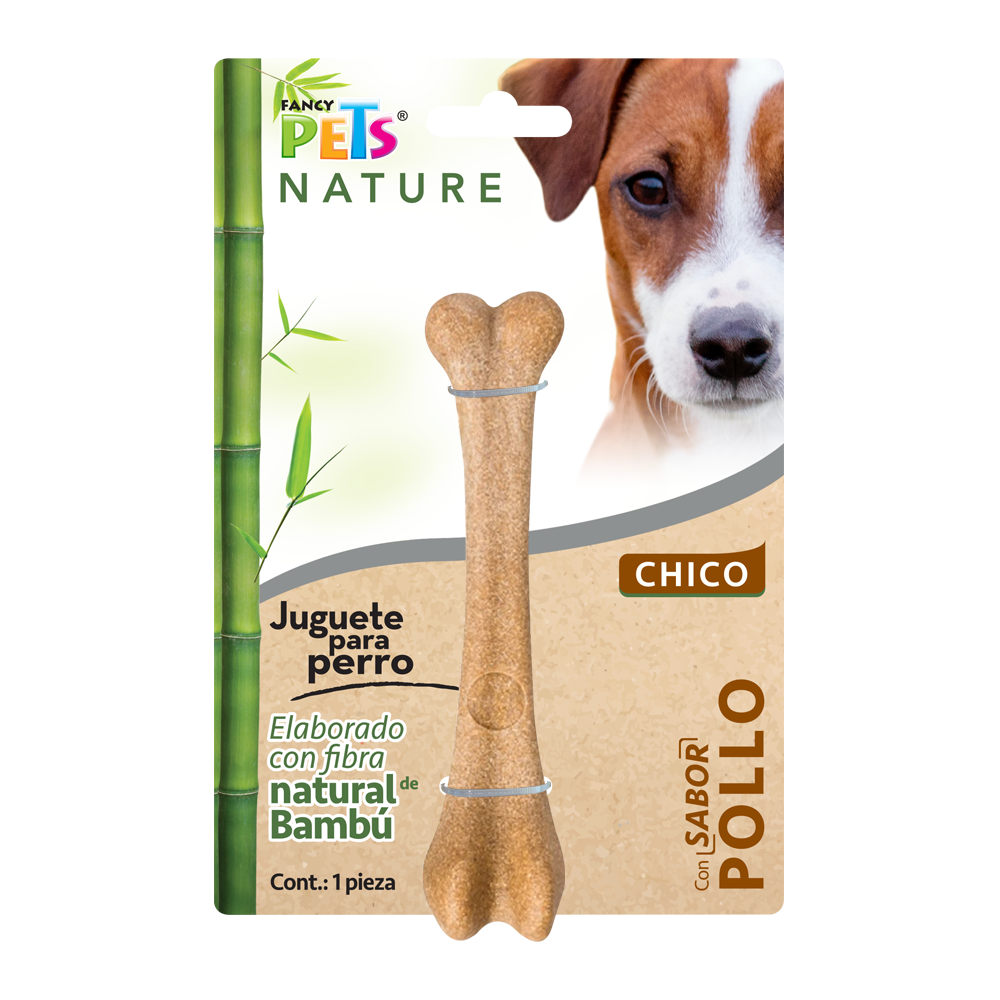 FANCY
PETS®
NATURE
CHICO
Juguete
para
perro
Elaborado
con fibra
natural de
Bambú
Cont.: 1 pieza
Con SABOR
POLLO